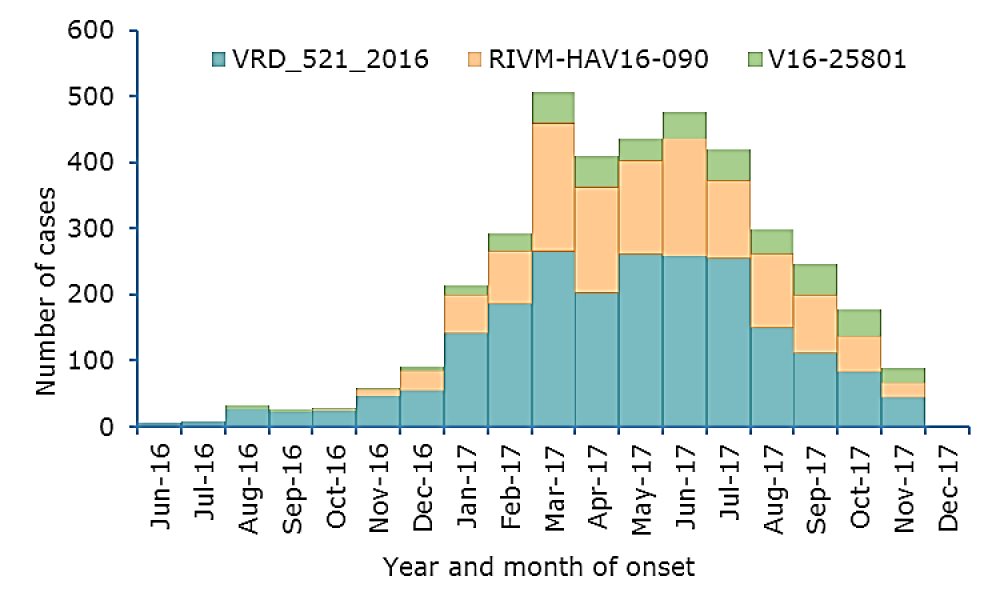 600
VRD_521_2016 RIVM-HAV16-090 V16-25801
500
400
300
200
100
0
Number of cases
Jun-16
Jul-16
Aug-16
Sep-16
Oct-16
Nov-16
Dec-16
Jan-17
Feb-17
Mar-17
Apr-17
May-17
Jun-17
Jul-17
Aug-17
Sep-17
Oct-17
Nov-17
Dec-17
Year and month of onset